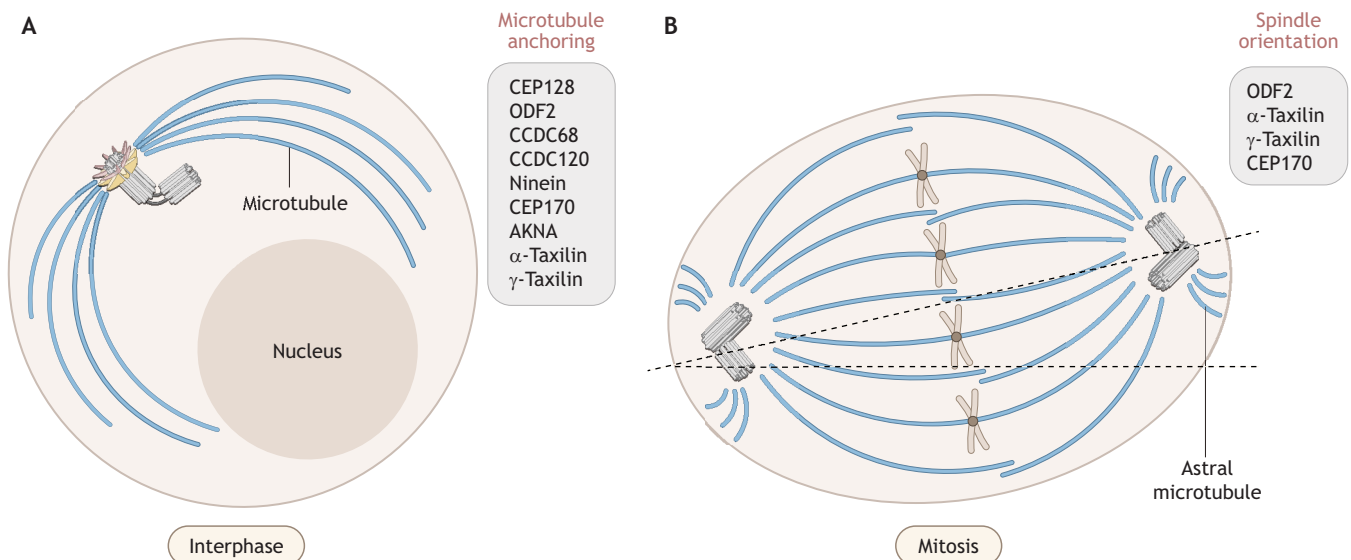 A
Microtubule
anchoring
CEP128
ODF2
CCDC68
CCDC120
Ninein
CEP170
AKNA
α-Taxilin
γ-Taxilin
Microtubule
Nucleus
Interphase
B
Spindle
orientation
ODF2
α-Taxilin
γ-Taxilin
CEP170
Astral
microtubule
Mitosis